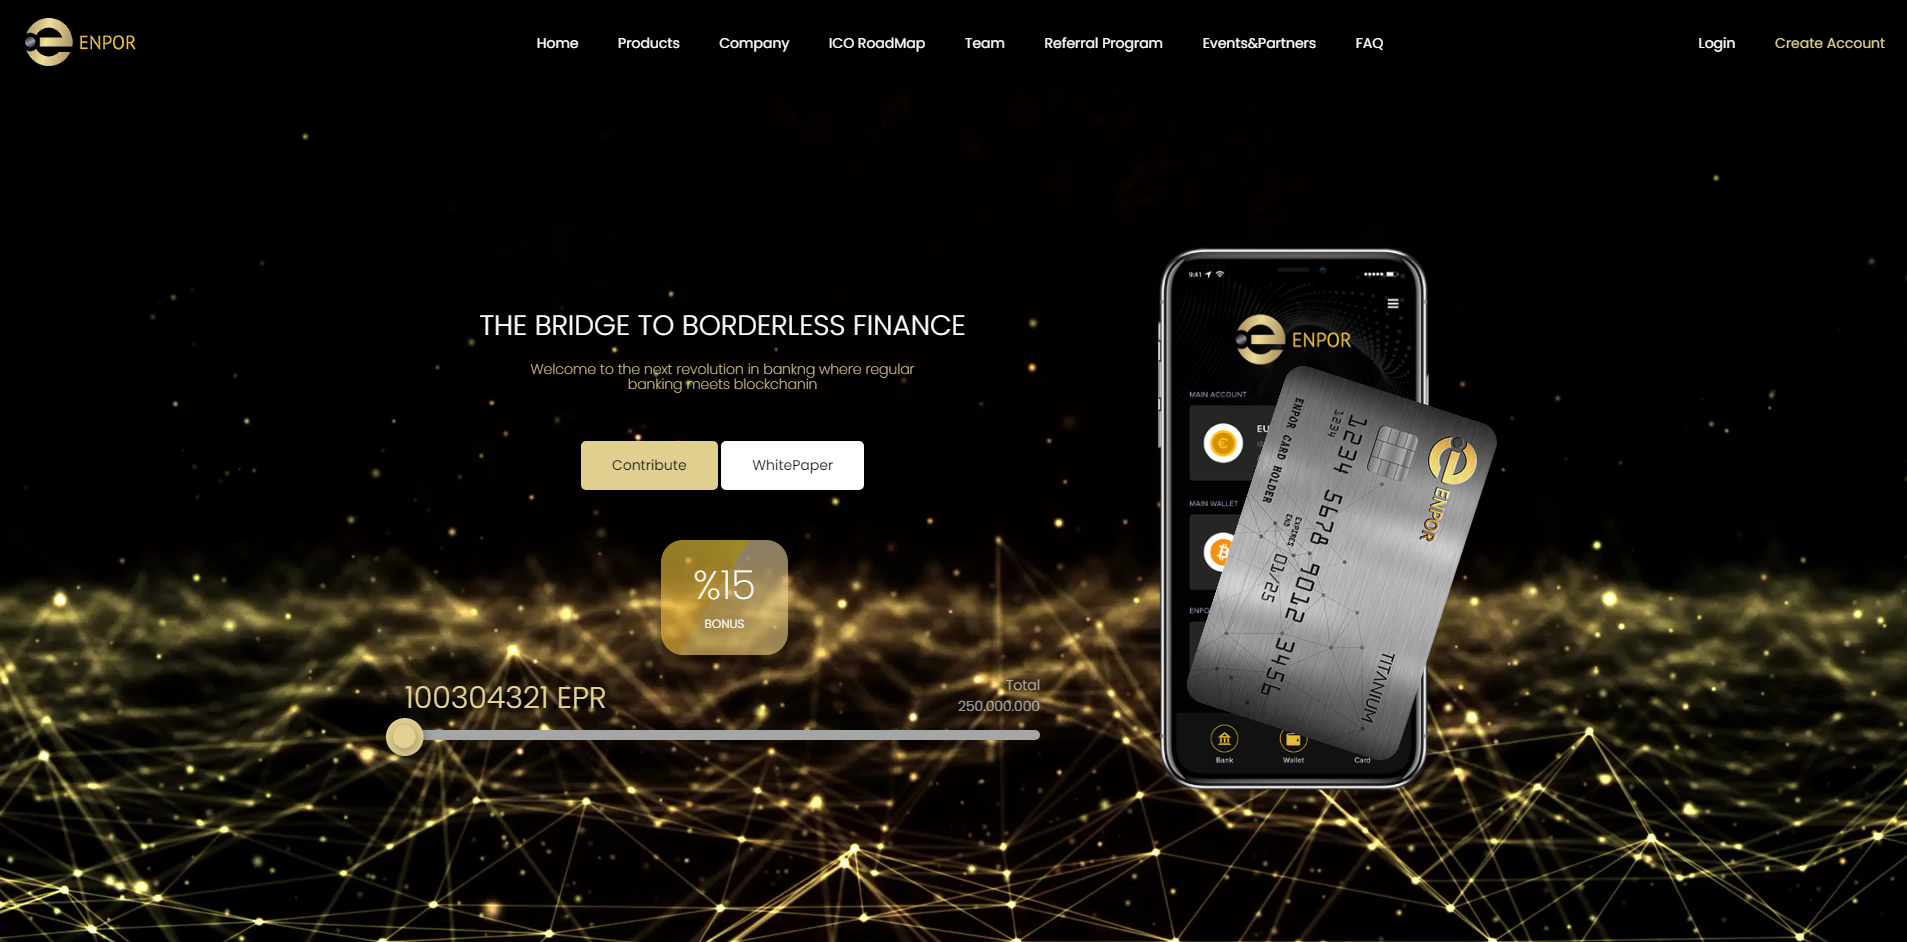 ENPOR
Home Products Company ICO RoadMap Team Referral Program Events&Partners FAQ
Login Create Account
THE BRIDGE TO BORDERLESS FINANCE
Welcome to the next revolution in bankng where regular
banking meets blockchanin
Contribute
WhitePaper
%15
BONUS
100304321 EPR
Total
250.000.000
9:41
ENPOR
MAIN ACCOUNT
EU
MAIN WALLET
ENPO
ENPOR CARD HOLDER
1234
1234 5678 9012 3456
EXPIRES
END
01/25
ENPOR
TITANIUM
Bank
Wallet
Card